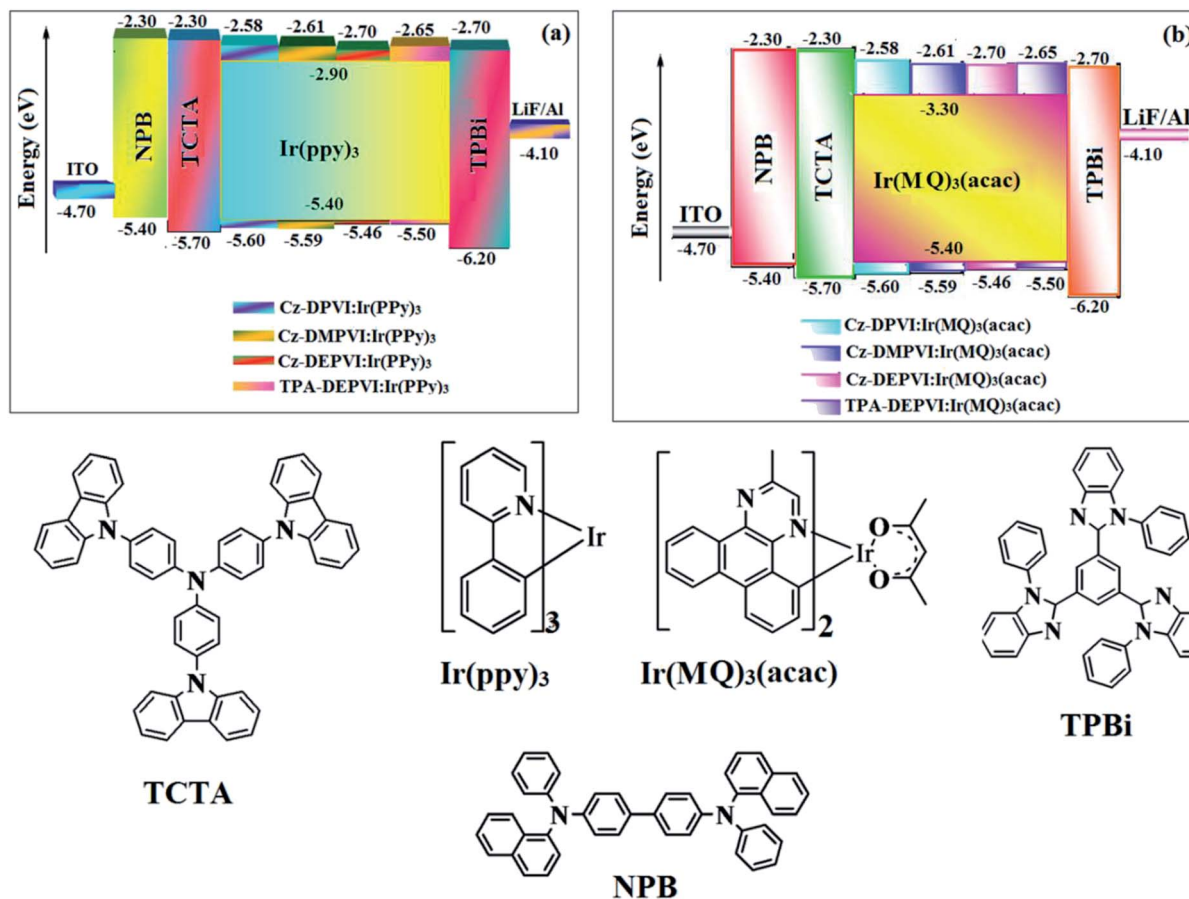 (a)
-2.30 -2.30 -2.58 -2.61 -2.70 -2.65 -2.70
-2.90
Energy (eV)
ITO
-4.70
NPB
TCTA
Ir(ppy)₃
TPBi
LiF/Al
-4.10
-5.40
-5.40 -5.70 -5.60 -5.59 -5.46 -5.50
-6.20
Cz-DPVI:Ir(PPy)₃
Cz-DMPVI:Ir(PPy)₃
Cz-DEPVI:Ir(PPy)₃
TPA-DEPVI:Ir(PPy)₃
(b)
-2.30 -2.30 -2.58 -2.61 -2.70 -2.65 -2.70
-3.30
Energy (eV)
ITO
-4.70
NPB
TCTA
Ir(MQ)₃(acac)
TPBi
LiF/Al
-4.10
-5.40
-5.40 -5.70 -5.60 -5.59 -5.46 -5.50
-6.20
Cz-DPVI:Ir(MQ)₃(acac)
Cz-DMPVI:Ir(MQ)₃(acac)
Cz-DEPVI:Ir(MQ)₃(acac)
TPA-DEPVI:Ir(MQ)₃(acac)
N N N N
TCTA
N Ir 3
Ir(ppy)₃
N N Ir O O 2
Ir(MQ)₃(acac)
N N N N N N
TPBi
N N
NPB